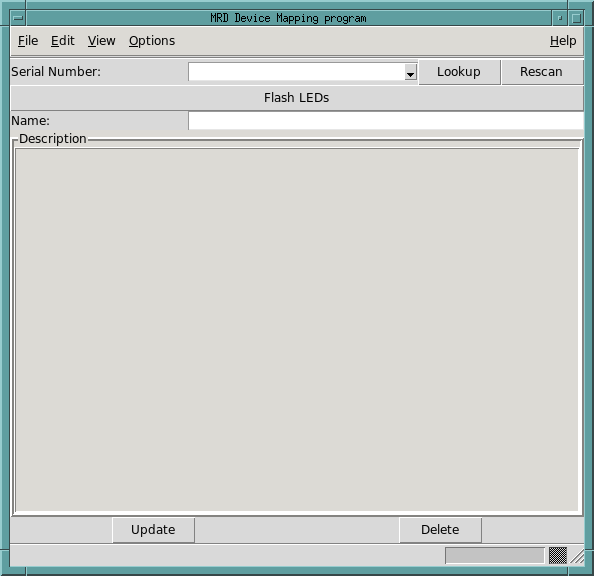 MRD Device Mapping program
File Edit View Options Help
Serial Number: Lookup Rescan
Flash LEDs
Name:
Description
Update Delete